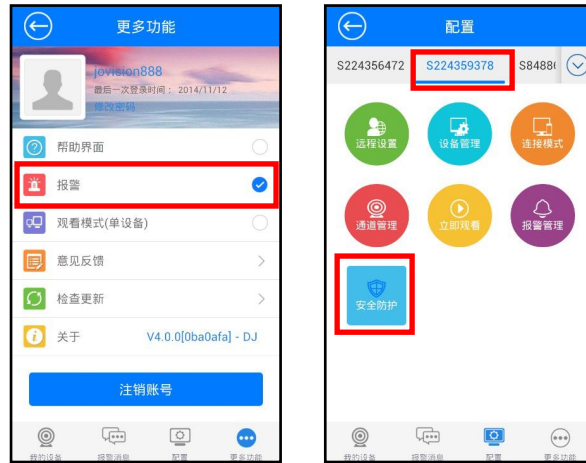 更多功能
jovision888
最后一次登录时间： 2014/11/12
修改密码
帮助界面
报警
观看模式(单设备)
意见反馈
检查更新
关于 V4.0.0[0ba0afa] - DJ
注销账号
我的设备 报警消息 配置 更多功能
配置
S224356472 S224359378 S8488
远程设置 设备管理 连接模式
通道管理 立即观看 报警管理
安全防护
我的设备 报警消息 配置 更多功能